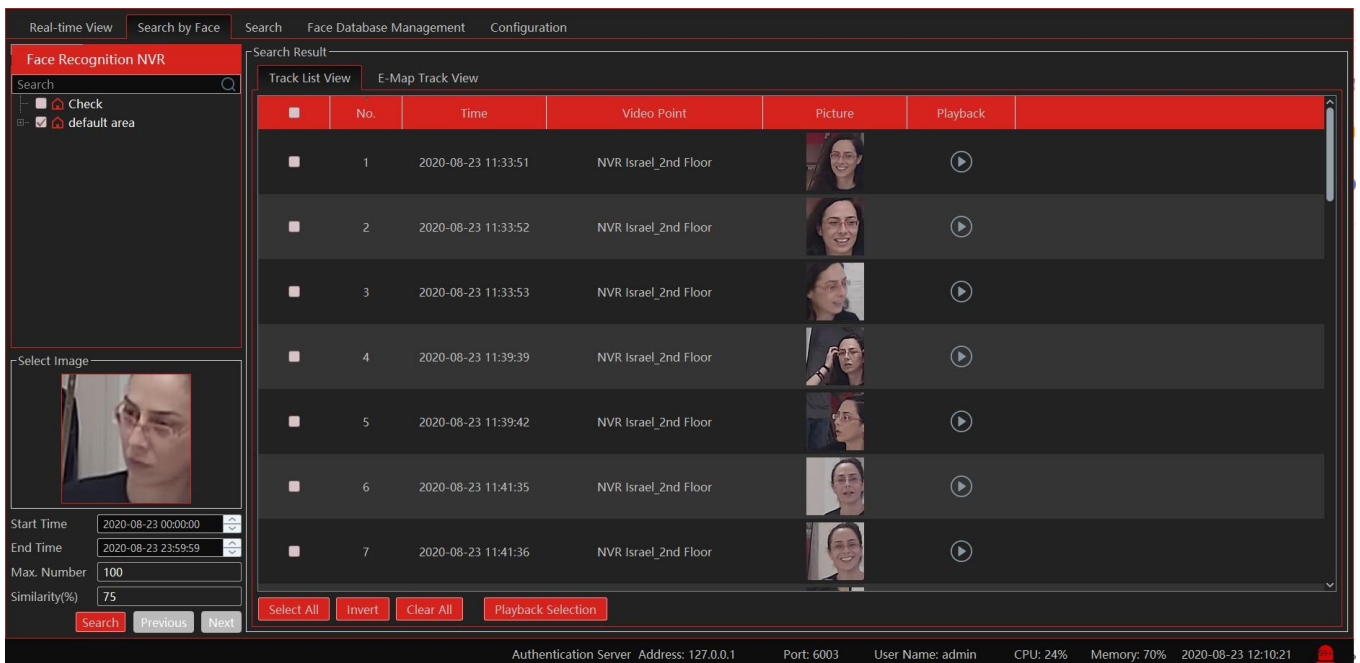 Real-time View Search by Face Search Face Database Management Configuration
Face Recognition NVR
Search
Check
default area
Select Image
Start Time 2020-08-23 00:00:00
End Time 2020-08-23 23:59:59
Max. Number 100
Similarity(%) 75
Search Previous Next
Search Result
Track List View E-Map Track View
No. Time Video Point Picture Playback
1 2020-08-23 11:33:51 NVR Israel_2nd Floor
2 2020-08-23 11:33:52 NVR Israel_2nd Floor
3 2020-08-23 11:33:53 NVR Israel_2nd Floor
4 2020-08-23 11:39:39 NVR Israel_2nd Floor
5 2020-08-23 11:39:42 NVR Israel_2nd Floor
6 2020-08-23 11:41:35 NVR Israel_2nd Floor
7 2020-08-23 11:41:36 NVR Israel_2nd Floor
Select All Invert Clear All Playback Selection
Authentication Server Address: 127.0.0.1 Port: 6003 User Name: admin CPU: 24% Memory: 70% 2020-08-23 12:10:21